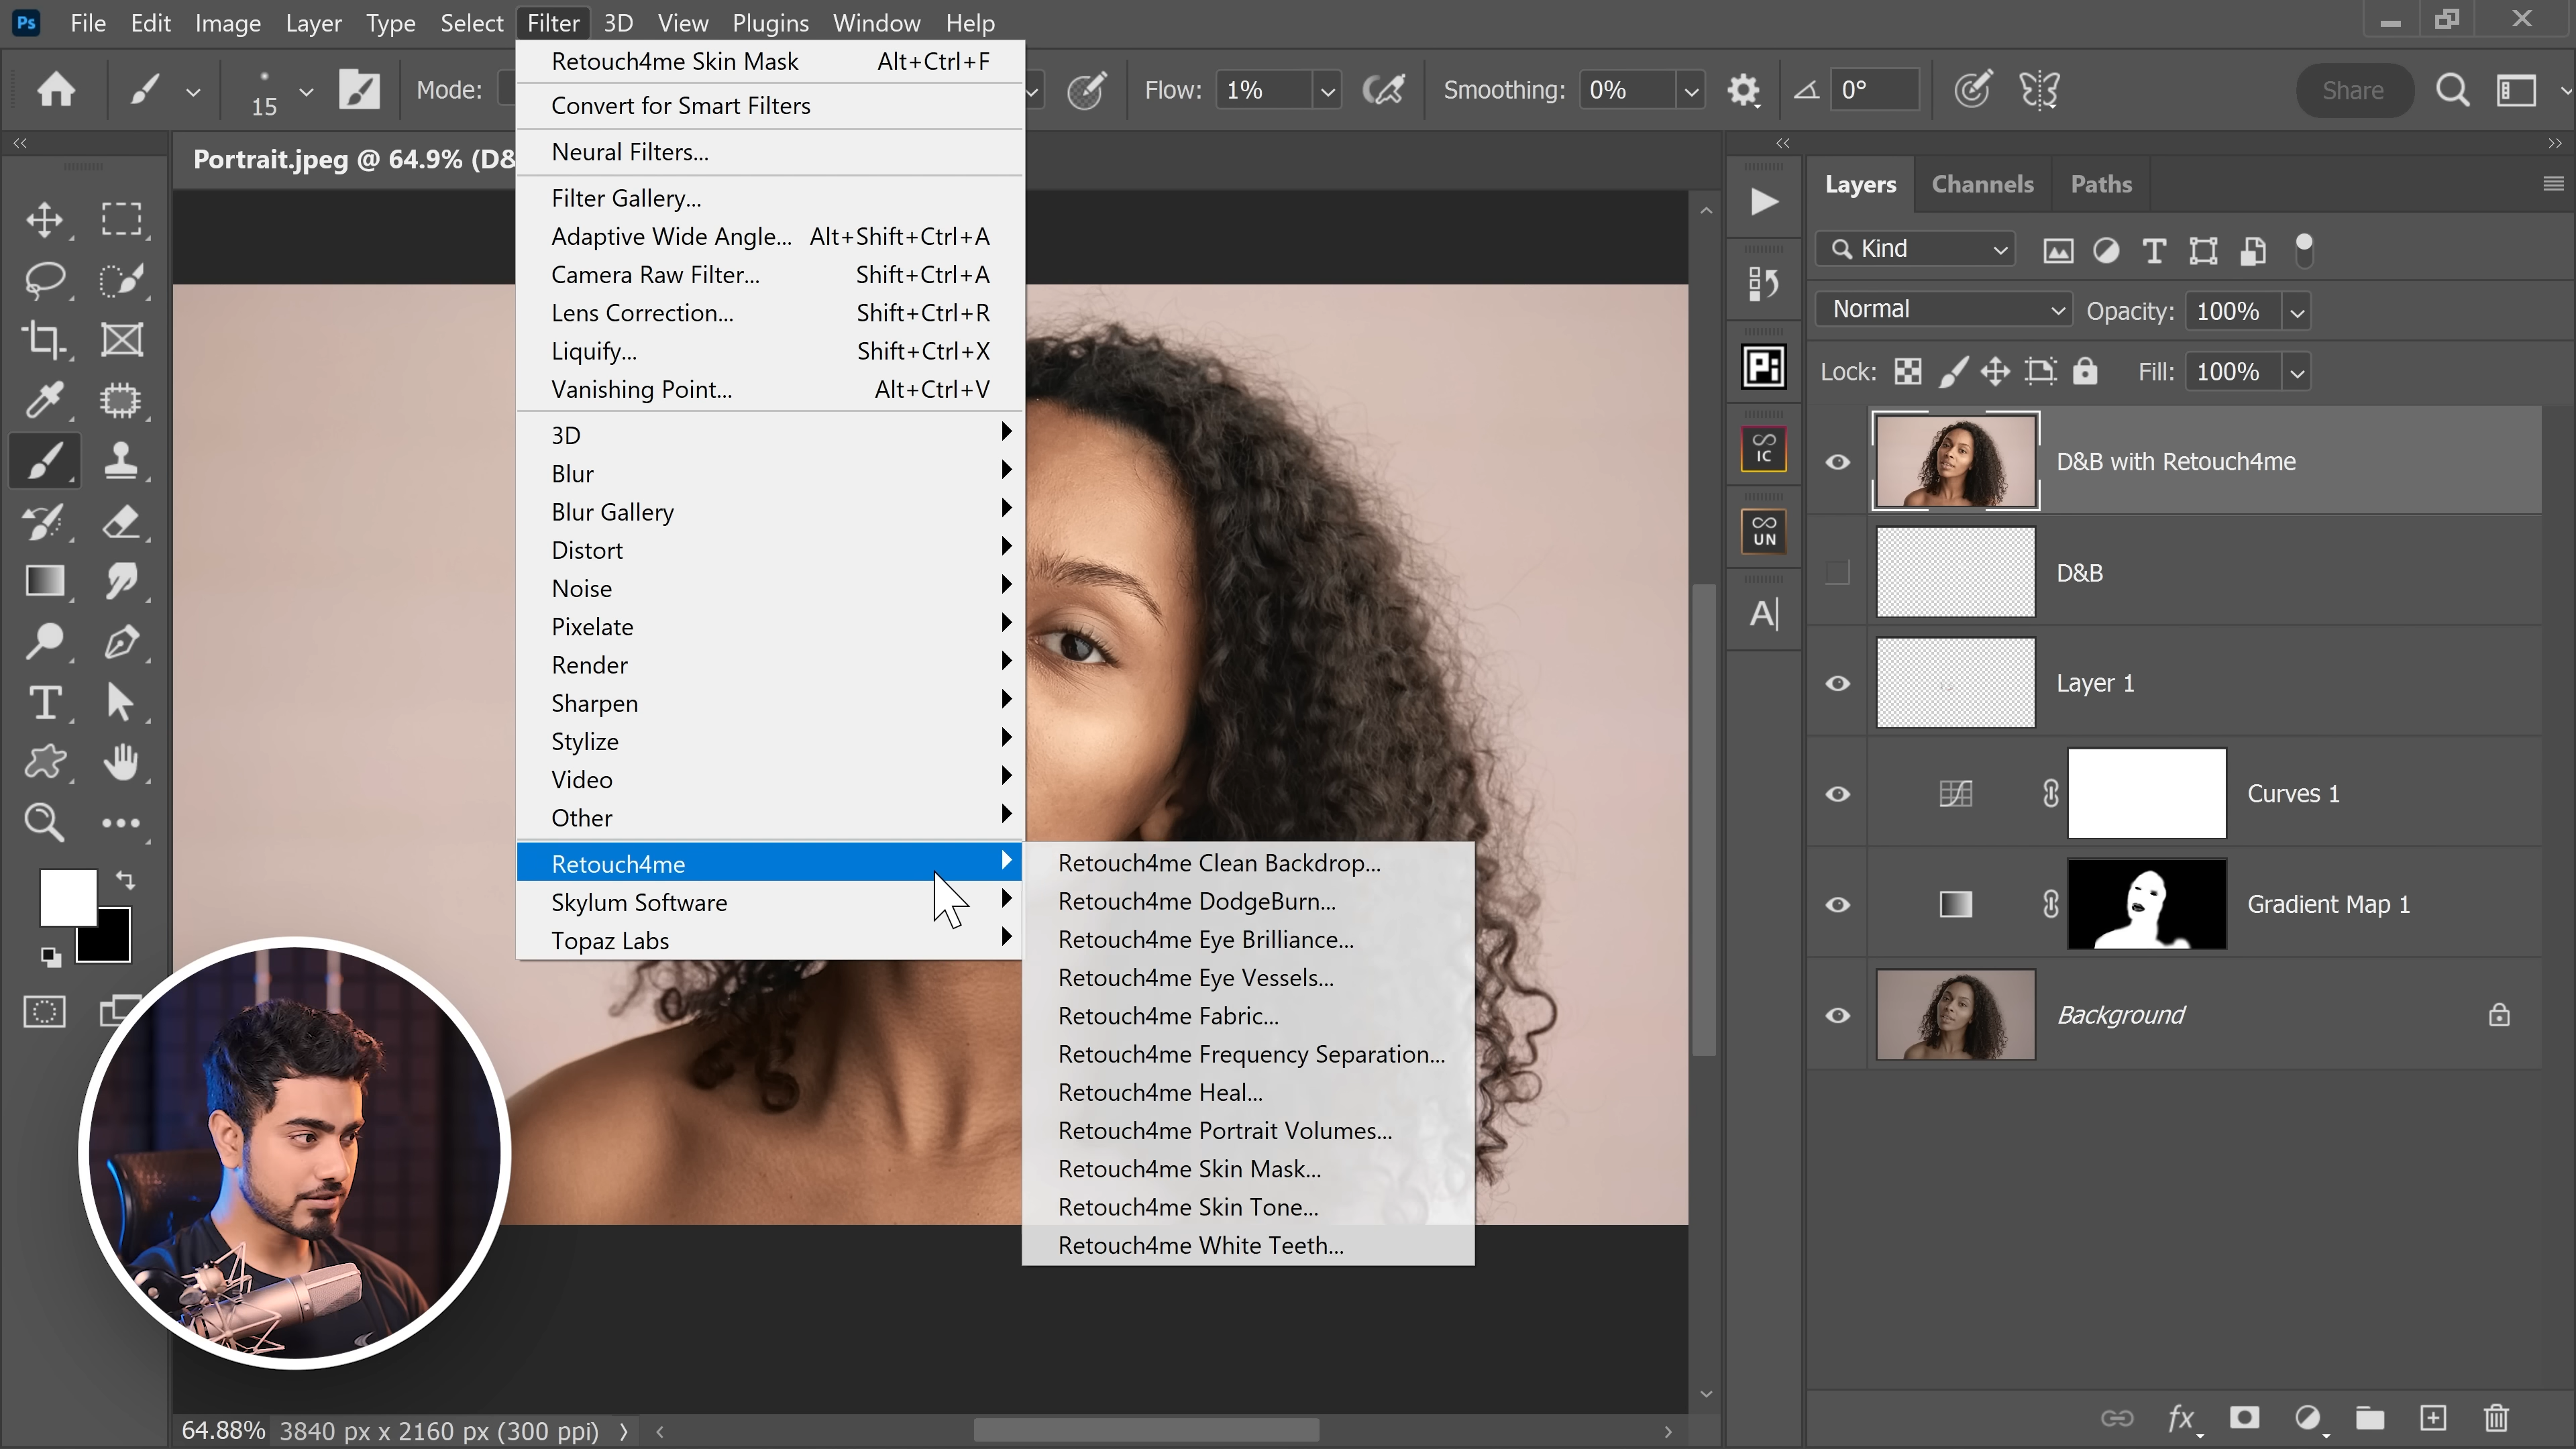 Ps File Edit Image Layer Type Select Filter 3D View Plugins Window Help
15 Mode: Flow: 1% Smoothing: 0% 0° Share
Portrait.jpeg @ 64.9% (D&
Retouch4me Skin Mask Alt+Ctrl+F
Convert for Smart Filters
Neural Filters...
Filter Gallery...
Adaptive Wide Angle... Alt+Shift+Ctrl+A
Camera Raw Filter... Shift+Ctrl+A
Lens Correction... Shift+Ctrl+R
Liquify... Shift+Ctrl+X
Vanishing Point... Alt+Ctrl+V
3D
Blur
Blur Gallery
Distort
Noise
Pixelate
Render
Sharpen
Stylize
Video
Other
Retouch4me
Skylum Software
Topaz Labs
Retouch4me Clean Backdrop...
Retouch4me DodgeBurn...
Retouch4me Eye Brilliance...
Retouch4me Eye Vessels...
Retouch4me Fabric...
Retouch4me Frequency Separation...
Retouch4me Heal...
Retouch4me Portrait Volumes...
Retouch4me Skin Mask...
Retouch4me Skin Tone...
Retouch4me White Teeth...
Pi
IC
UN
A|
Layers Channels Paths
Kind
Normal Opacity: 100%
Lock: Fill: 100%
D&B with Retouch4me
D&B
Layer 1
Curves 1
Gradient Map 1
Background
fx
64.88% 3840 px x 2160 px (300 ppi)